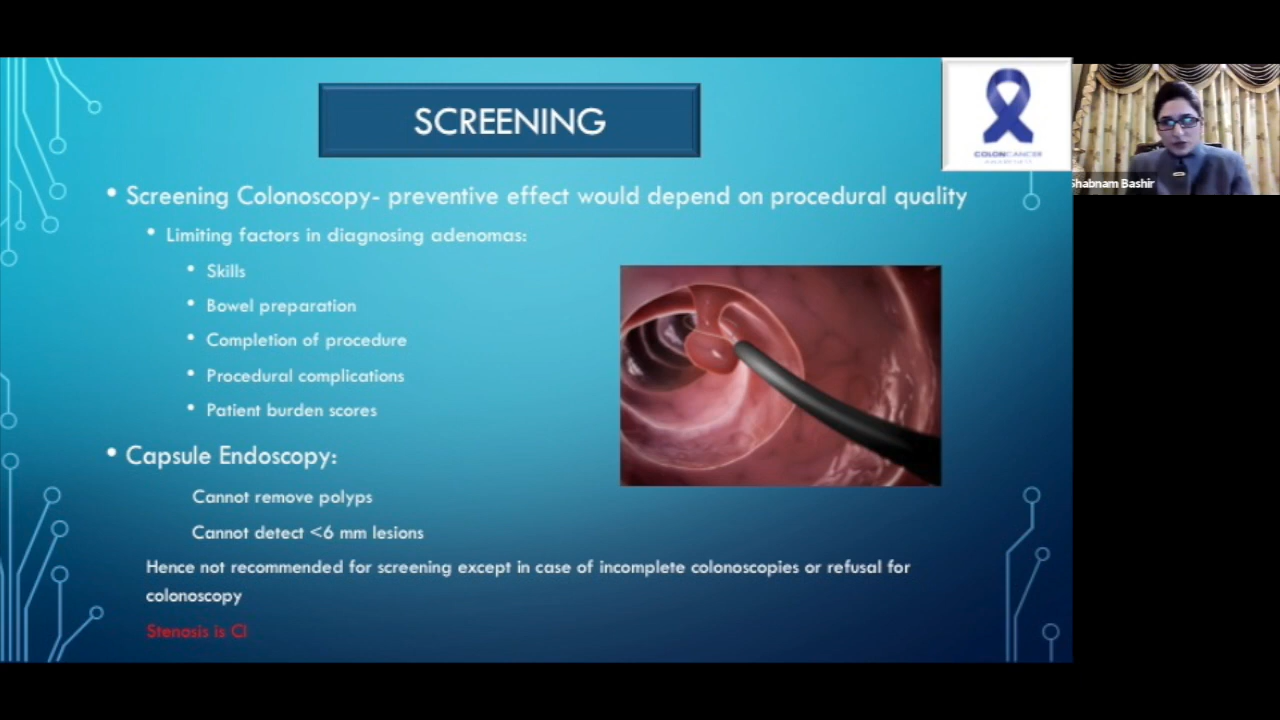 SCREENING
COLONCANCER
AWARENESS
Shabnam Bashir
• Screening Colonoscopy- preventive effect would depend on procedural quality
• Limiting factors in diagnosing adenomas:
• Skills
• Bowel preparation
• Completion of procedure
• Procedural complications
• Patient burden scores
• Capsule Endoscopy:
Cannot remove polyps
Cannot detect <6 mm lesions
Hence not recommended for screening except in case of incomplete colonoscopies or refusal for
colonoscopy
Stenosis is CI